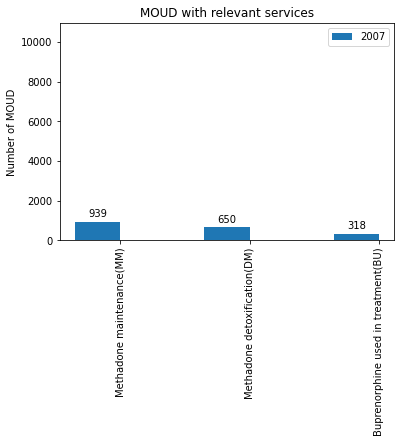 MOUD with relevant services
2007
Number of MOUD
10000
8000
6000
4000
2000
0
939
650
318
Methadone maintenance(MM)
Methadone detoxification(DM)
Buprenorphine used in treatment(BU)